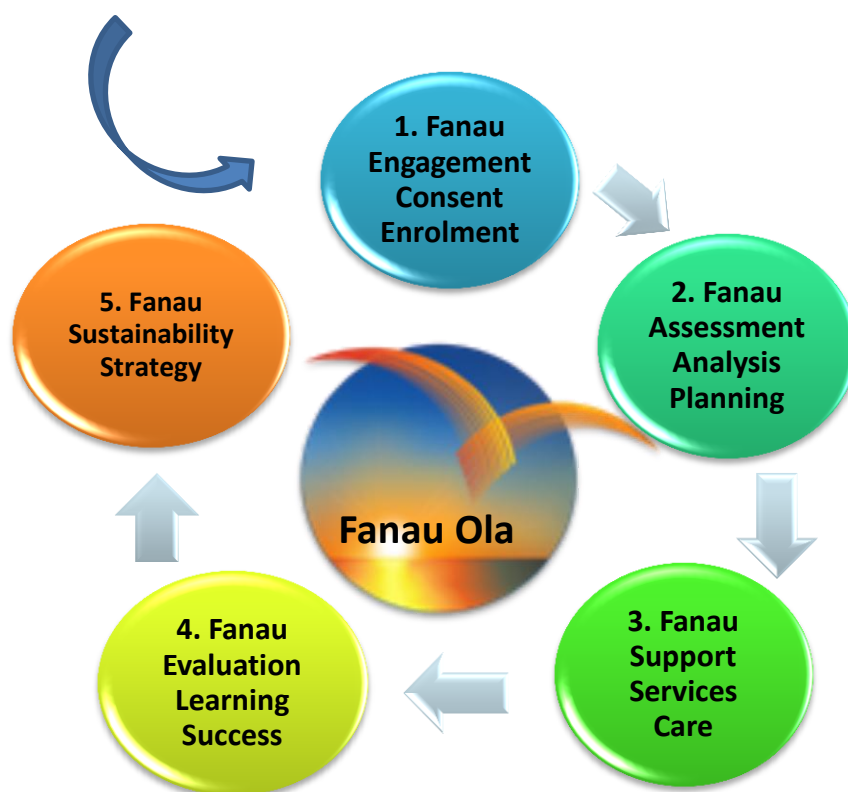 1. Fanau
Engagement
Consent
Enrolment
2. Fanau
Assessment
Analysis
Planning
3. Fanau
Support
Services
Care
4. Fanau
Evaluation
Learning
Success
5. Fanau
Sustainability
Strategy
Fanau Ola